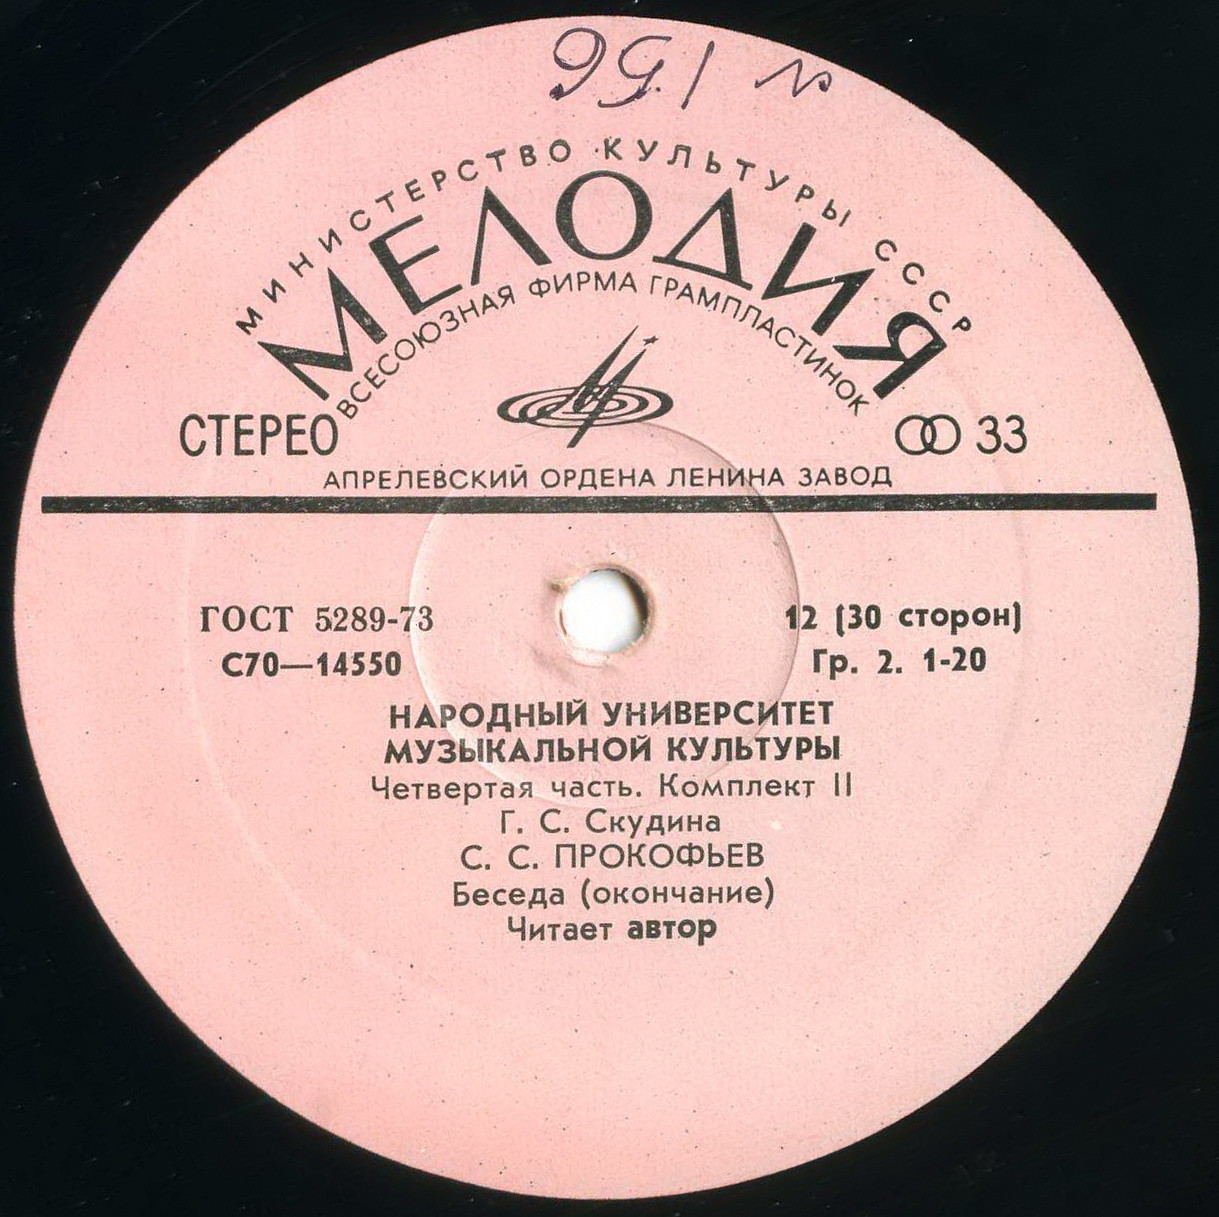 МИНИСТЕРСТВО КУЛЬТУРЫ СССР
МЕЛОДИЯ
ВСЕСОЮЗНАЯ ФИРМА ГРАМПЛАСТИНОК
СТЕРЕО
33
АПРЕЛЕВСКИЙ ОРДЕНА ЛЕНИНА ЗАВОД
ГОСТ 5289-73
12 (30 сторон)
С70—14550
Гр. 2. 1-20
НАРОДНЫЙ УНИВЕРСИТЕТ
МУЗЫКАЛЬНОЙ КУЛЬТУРЫ
Четвертая часть. Комплект II
Г. С. Скудина
С. С. ПРОКОФЬЕВ
Беседа (окончание)
Читает автор